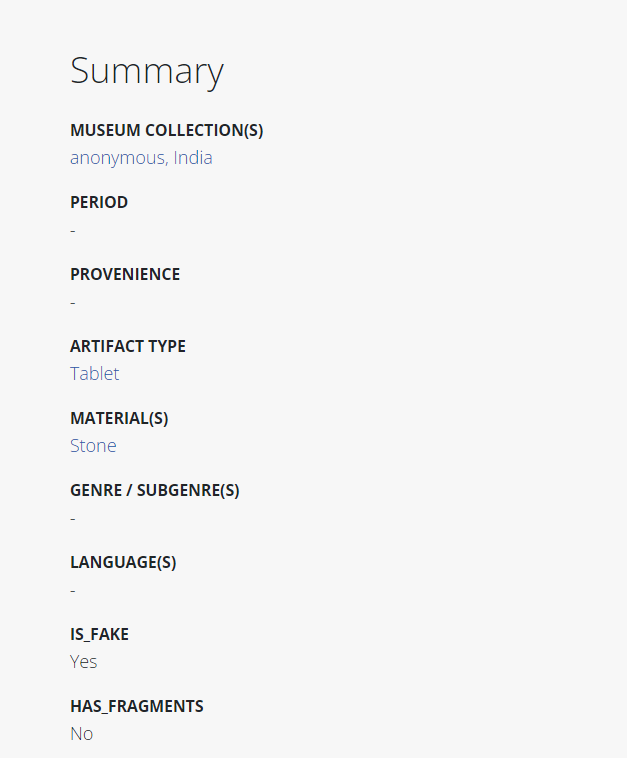 Summary
MUSEUM COLLECTION(S)
anonymous, India
PERIOD
-
PROVENIENCE
-
ARTIFACT TYPE
Tablet
MATERIAL(S)
Stone
GENRE / SUBGENRE(S)
-
LANGUAGE(S)
-
IS_FAKE
Yes
HAS_FRAGMENTS
No